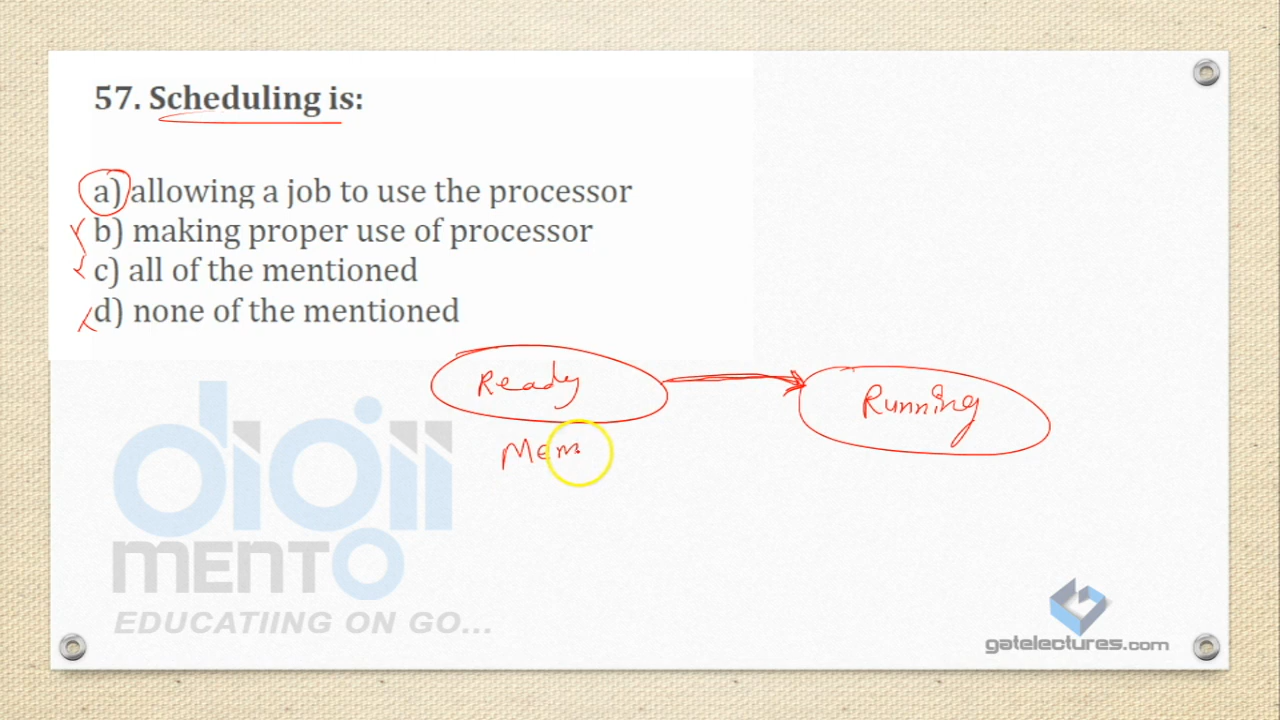 57. Scheduling is:
a) allowing a job to use the processor
b) making proper use of processor
c) all of the mentioned
d) none of the mentioned
Ready
Running
Mem
digii
MENTO
EDUCATIING ON GO...
gatelectures.com